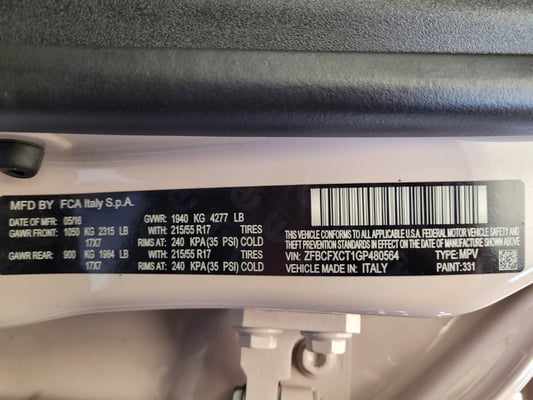 MFD BY FCA Italy S.p.A.
DATE OF MFR: 05/16 GVWR: 1940 KG 4277 LB
GAWR FRONT: 1050 KG 2315 LB WITH 215/55 R17 TIRES
17X7 RIMS AT 240 KPA (35 PSI) COLD
GAWR REAR: 900 KG 1984 LB WITH 215/55 R17 TIRES
17X7 RIMS AT 240 KPA (35 PSI) COLD
THIS VEHICLE CONFORMS TO ALL APPLICABLE U.S.A. FEDERAL MOTOR VEHICLE SAFETY AND
THEFT PREVENTION STANDARDS IN EFFECT ON THE DATE OF MANUFACTURE SHOWN ABOVE
VIN: ZFBCFXCT1GP480564 TYPE: MPV
VEHICLE MADE IN: ITALY PAINT: 331